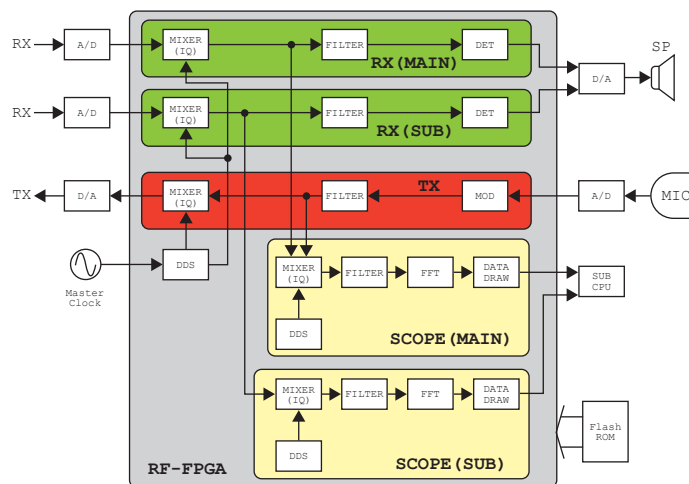 RX
A/D
MIXER
(IQ)
FILTER
DET
RX(MAIN)
SP
D/A
RX
A/D
MIXER
(IQ)
FILTER
DET
RX(SUB)
TX
D/A
MIXER
(IQ)
FILTER
TX
MOD
A/D
MIC
Master
Clock
DDS
MIXER
(IQ)
FILTER
FFT
DATA
DRAW
SUB
CPU
DDS
SCOPE(MAIN)
MIXER
(IQ)
FILTER
FFT
DATA
DRAW
DDS
SCOPE(SUB)
Flash
ROM
RF-FPGA